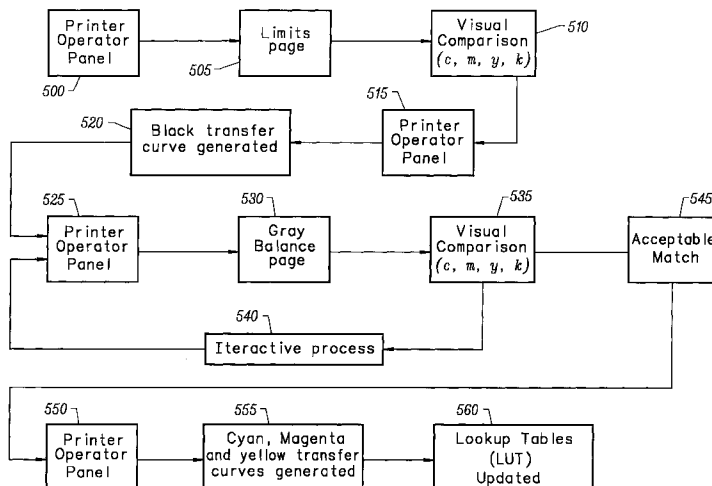 Printer
Operator
Panel
500
Limits
page
505
Visual
Comparison
(c, m, y, k)
510
515
Printer
Operator
Panel
520
Black transfer
curve generated
525
Printer
Operator
Panel
530
Gray
Balance
page
535
Visual
Comparison
(c, m, y, k)
545
Acceptable
Match
540
Iteractive process
550
Printer
Operator
Panel
555
Cyan, Magenta
and yellow transfer
curves generated
560
Lookup Tables
(LUT)
Updated